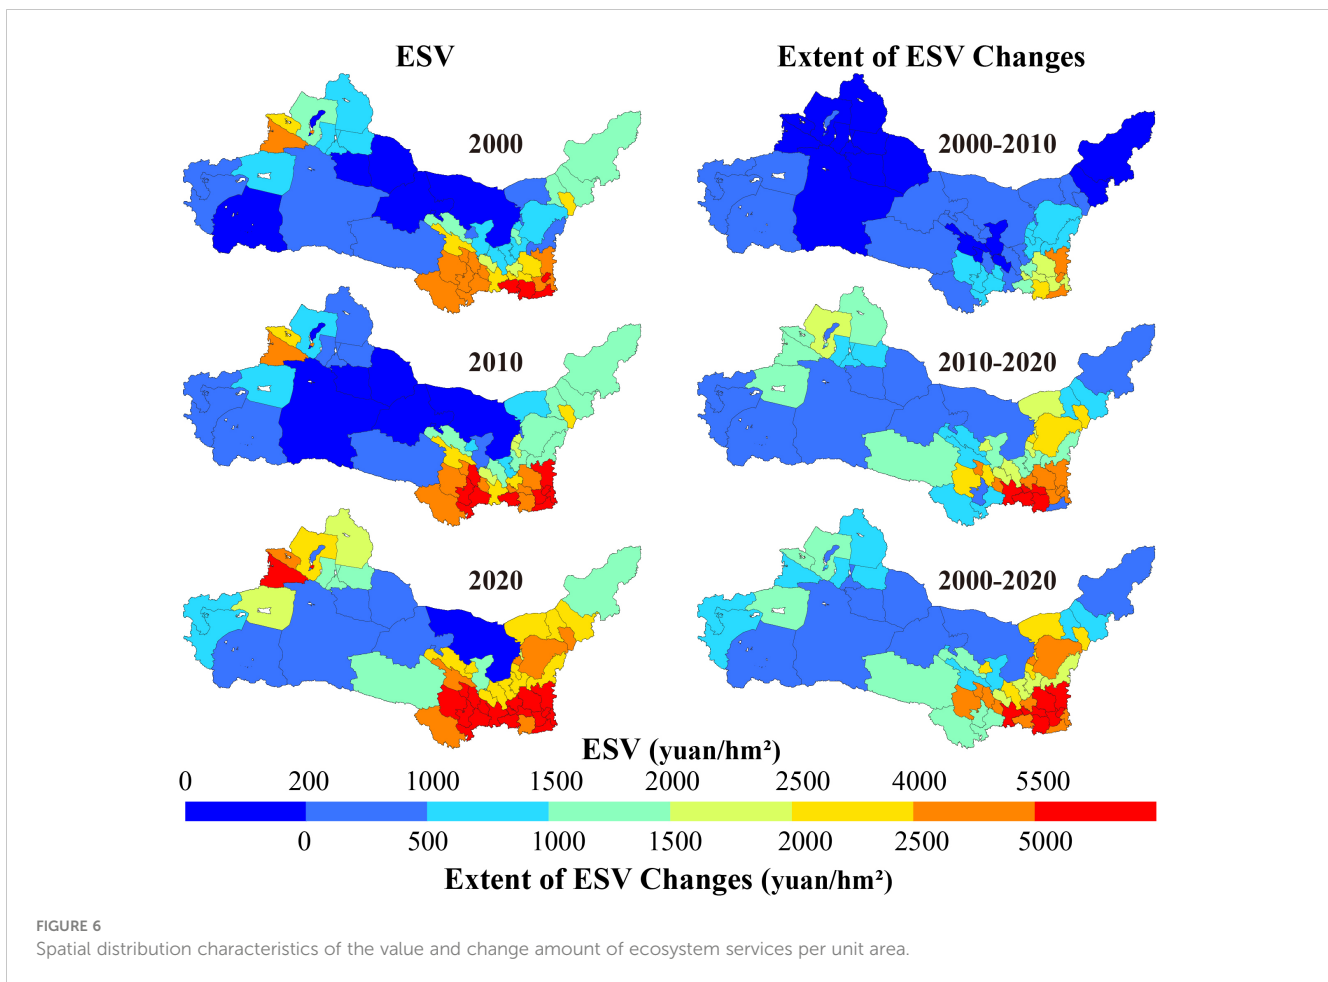 ESV
Extent of ESV Changes
2000
2000-2010
2010
2010-2020
2020
2000-2020
ESV (yuan/hm²)
0 200 1000 1500 2000 2500 4000 5500
0 500 1000 1500 2000 2500 5000
Extent of ESV Changes (yuan/hm²)
FIGURE 6
Spatial distribution characteristics of the value and change amount of ecosystem services per unit area.